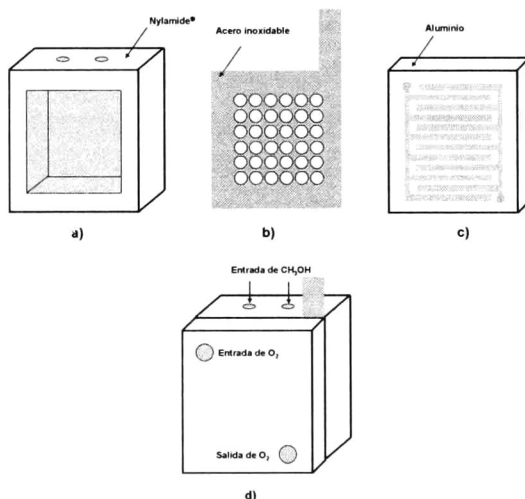 Nylamide®
Acero inoxidable
Aluminio
a)
b)
c)
Entrada de CH₃OH
Entrada de O₂
Salida de O₂
d)